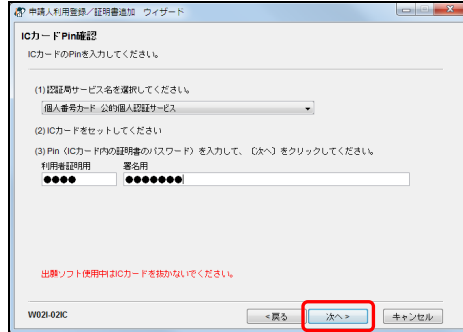 申請人利用登録／証明書追加　ウィザード
ICカードPin確認
ICカードのPinを入力してください。
(1)認証局サービス名を選択してください。
個人番号カード 公的個人認証サービス
(2)ICカードをセットしてください
(3)Pin（ICカード内の証明書のパスワード）を入力して、〔次へ〕をクリックしてください。
利用者証明用　署名用
●●●●　●●●●●●●
出願ソフト使用中はICカードを抜かないでください。
W02I-02IC　<戻る　次へ>　キャンセル